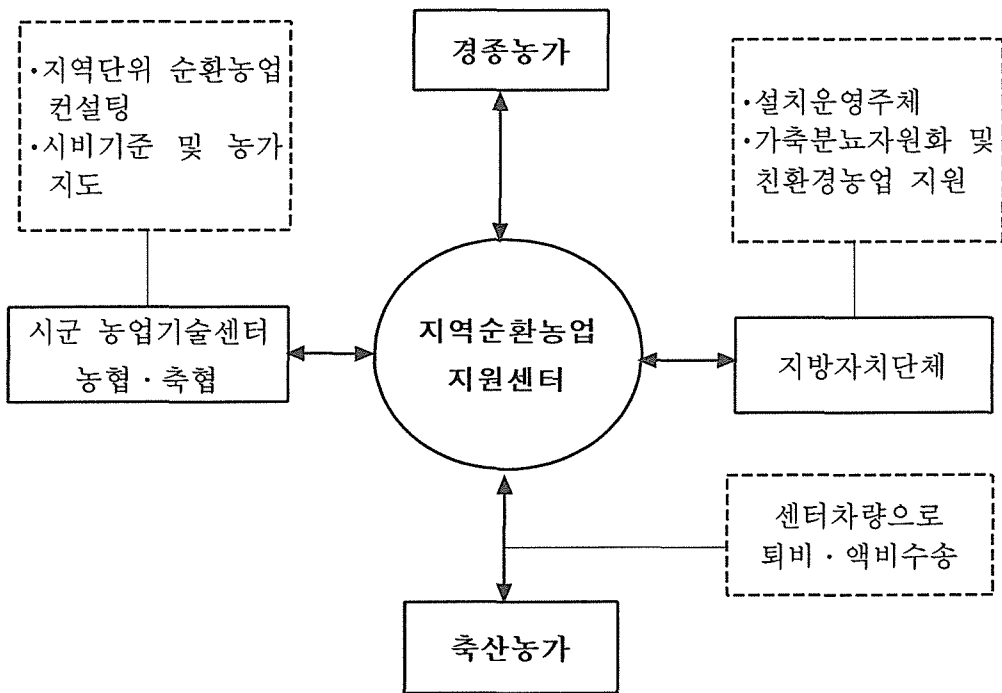 경종농가
·지역단위 순환농업
컨설팅
·시비기준 및 농가
지도
·설치운영주체
·가축분뇨자원화 및
친환경농업 지원
시군 농업기술센터
농협·축협
지역순환농업
지원센터
지방자치단체
센터차량으로
퇴비·액비수송
축산농가